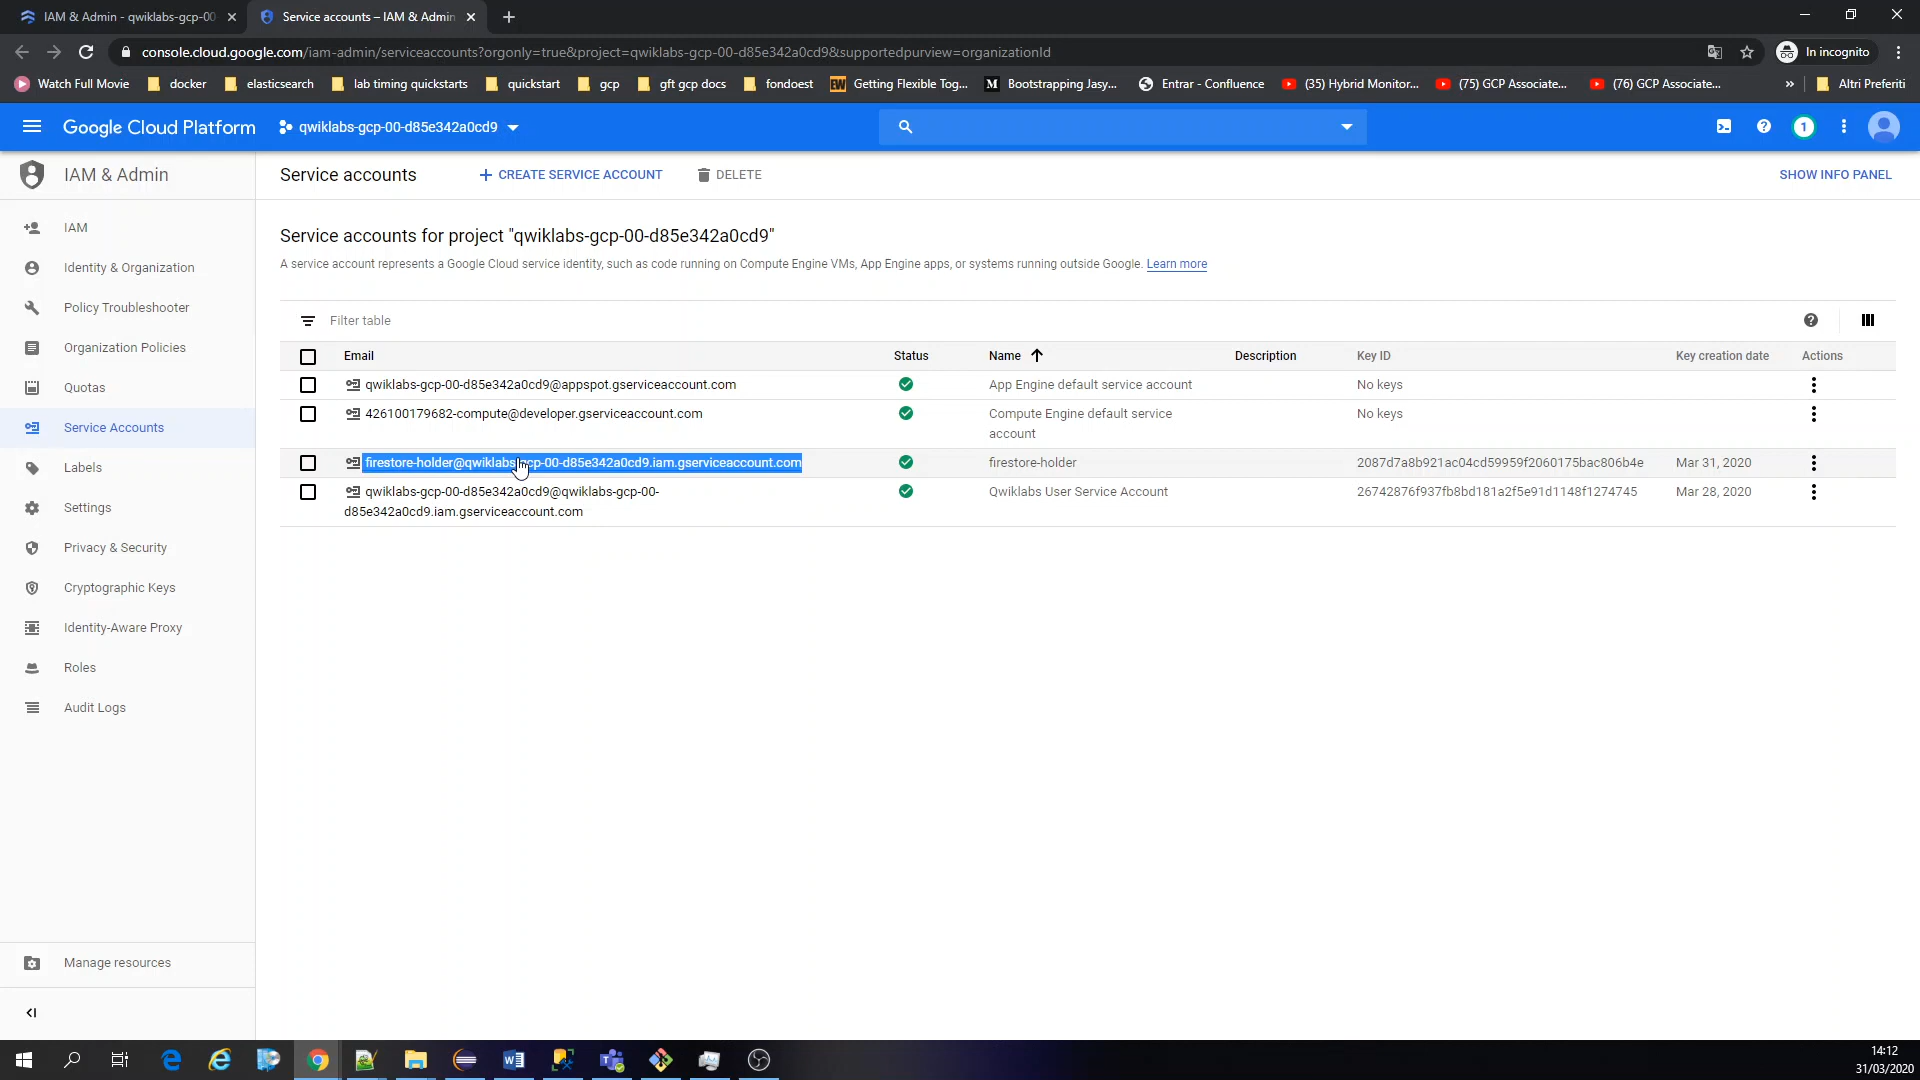 IAM & Admin - qwiklabs-gcp-00
Service accounts – IAM & Admin
console.cloud.google.com/iam-admin/serviceaccounts?orgonly=true&project=qwiklabs-gcp-00-d85e342a0cd9&supportedpurview=organizationId
In incognito
Watch Full Movie
docker
elasticsearch
lab timing quickstarts
quickstart
gcp
gft gcp docs
fondoest
Getting Flexible Tog...
Bootstrapping Jasy...
Entrar - Confluence
(35) Hybrid Monitor...
(75) GCP Associate...
(76) GCP Associate...
»
Altri Preferiti
Google Cloud Platform
qwiklabs-gcp-00-d85e342a0cd9
1
IAM & Admin
Service accounts
+ CREATE SERVICE ACCOUNT
DELETE
SHOW INFO PANEL
IAM
Identity & Organization
Policy Troubleshooter
Organization Policies
Quotas
Service Accounts
Labels
Settings
Privacy & Security
Cryptographic Keys
Identity-Aware Proxy
Roles
Audit Logs
Manage resources
Service accounts for project "qwiklabs-gcp-00-d85e342a0cd9"
A service account represents a Google Cloud service identity, such as code running on Compute Engine VMs, App Engine apps, or systems running outside Google. Learn more
Filter table
Email Status Name Description Key ID Key creation date Actions
qwiklabs-gcp-00-d85e342a0cd9@appspot.gserviceaccount.com App Engine default service account No keys
426100179682-compute@developer.gserviceaccount.com Compute Engine default service No keys
account
firestore-holder@qwiklabs-gcp-00-d85e342a0cd9.iam.gserviceaccount.com firestore-holder 2087d7a8b921ac04cd59959f2060175bac806b4e Mar 31, 2020
qwiklabs-gcp-00-d85e342a0cd9@qwiklabs-gcp-00- Qwiklabs User Service Account 26742876f937fb8bd181a2f5e91d1148f1274745 Mar 28, 2020
d85e342a0cd9.iam.gserviceaccount.com
14:12
31/03/2020